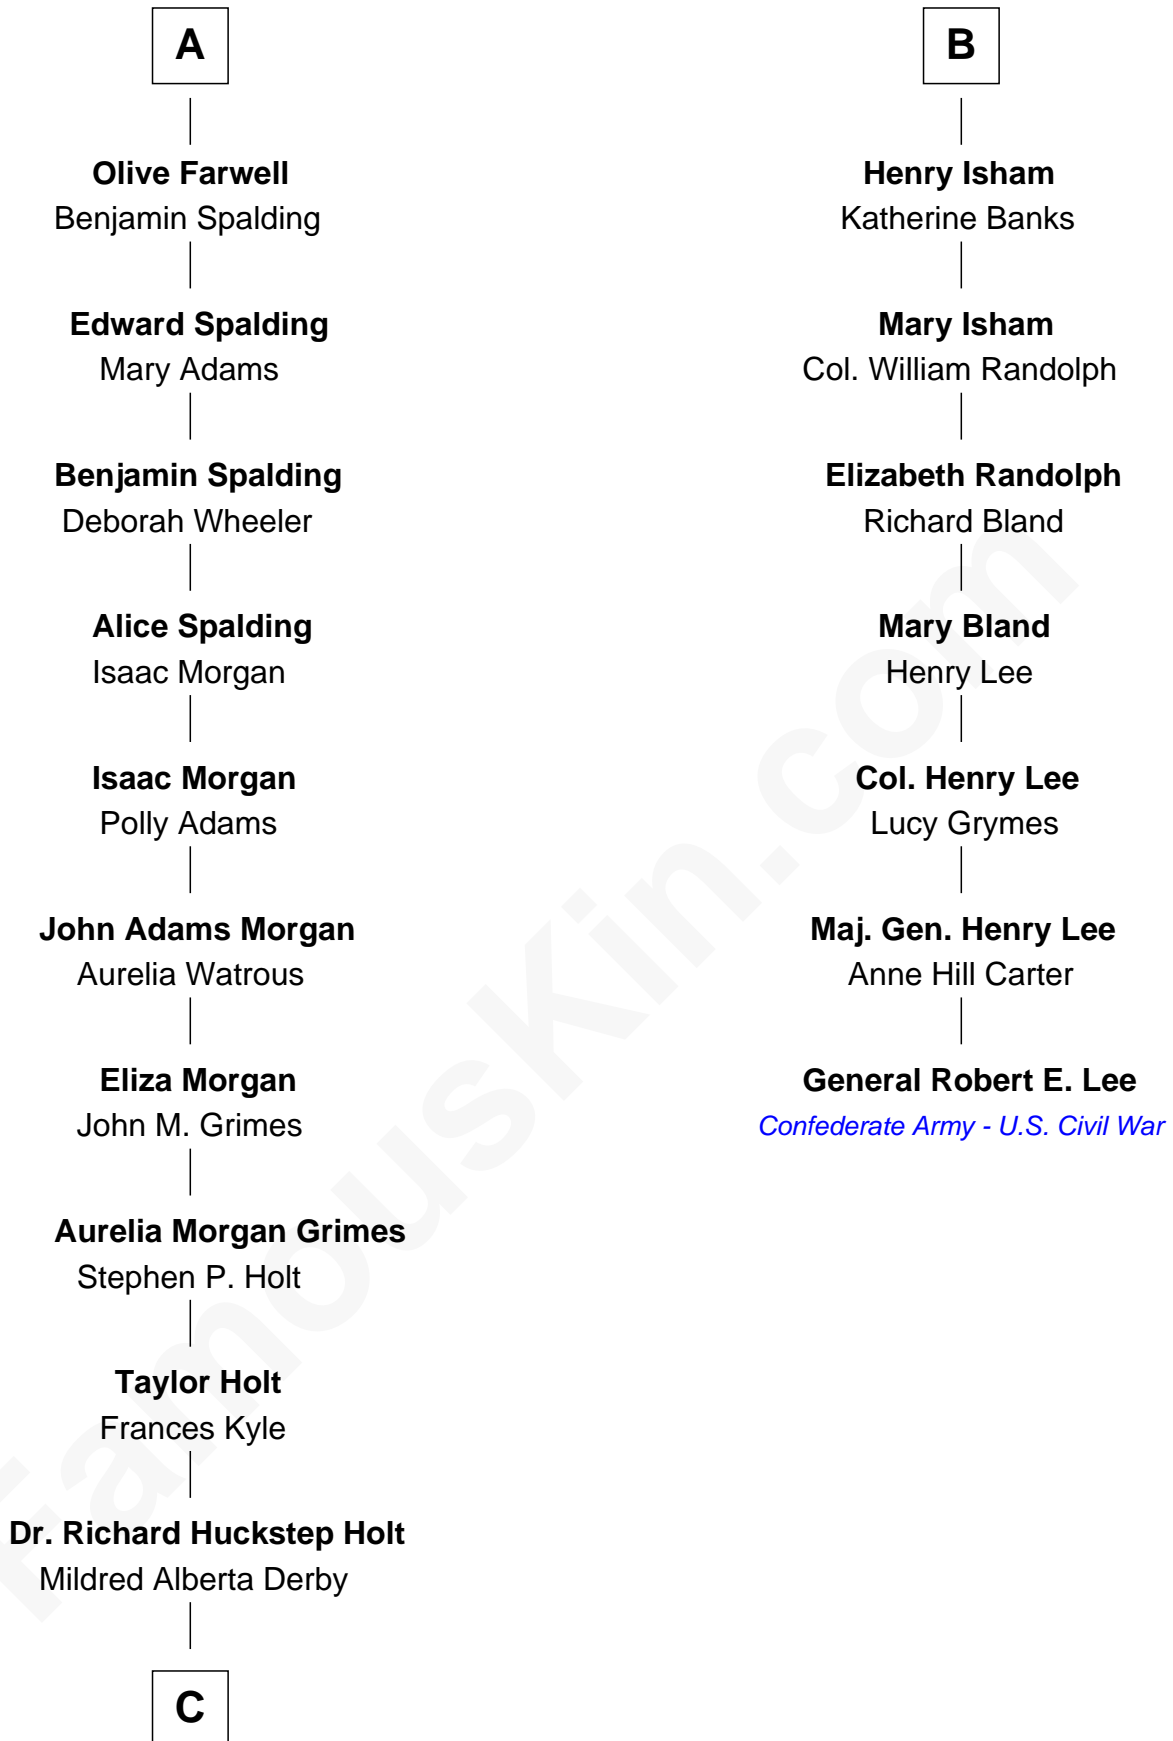 A
Olive Farwell
Benjamin Spalding
Edward Spalding
Mary Adams
Benjamin Spalding
Deborah Wheeler
Alice Spalding
Isaac Morgan
Isaac Morgan
Polly Adams
John Adams Morgan
Aurelia Watrous
Eliza Morgan
John M. Grimes
Aurelia Morgan Grimes
Stephen P. Holt
Taylor Holt
Frances Kyle
Dr. Richard Huckstep Holt
Mildred Alberta Derby
C
B
Henry Isham
Katherine Banks
Mary Isham
Col. William Randolph
Elizabeth Randolph
Richard Bland
Mary Bland
Henry Lee
Col. Henry Lee
Lucy Grymes
Maj. Gen. Henry Lee
Anne Hill Carter
General Robert E. Lee
Confederate Army - U.S. Civil War
FamousKin.com